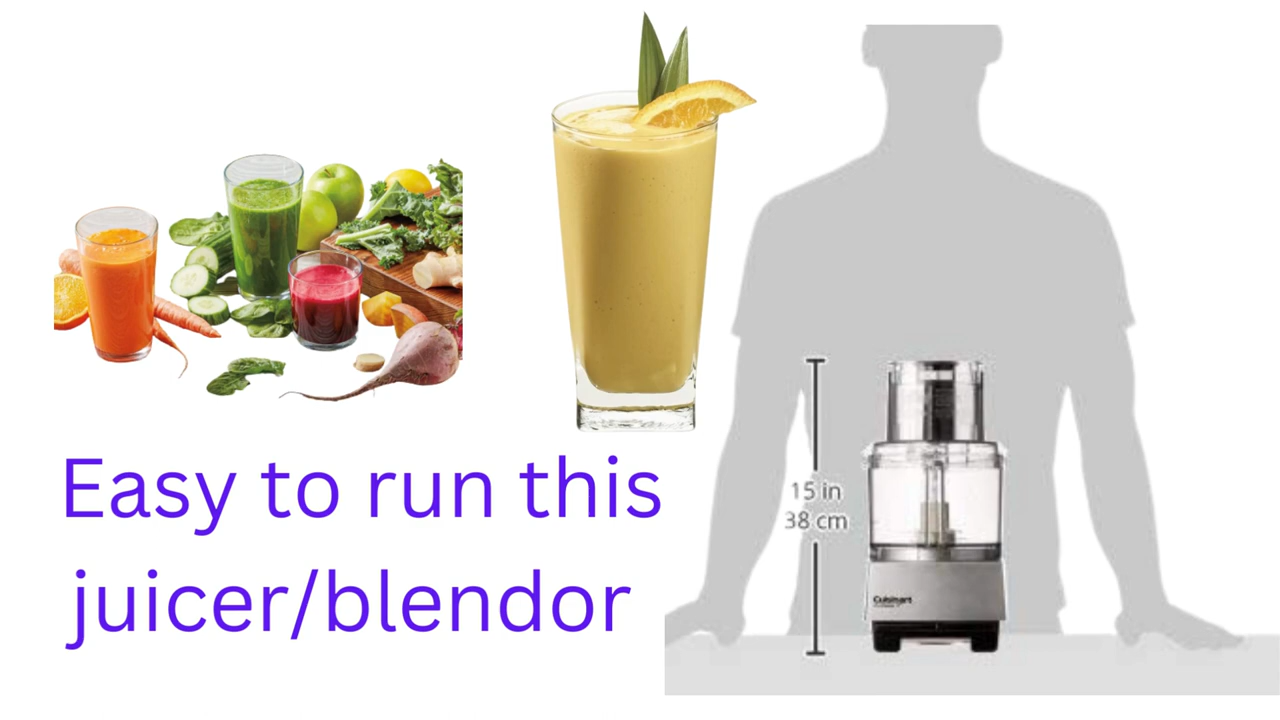 Easy to run this
juicer/blendor
15 in
38 cm
Cuisinart